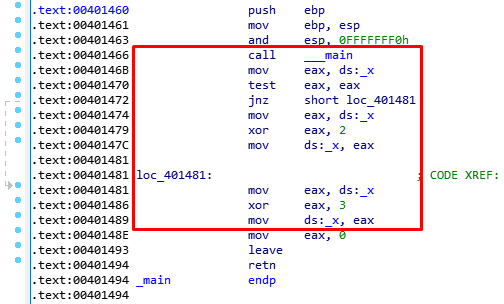 .text:00401460 push ebp
.text:00401461 mov ebp, esp
.text:00401463 and esp, 0FFFFFFF0h
.text:00401466 call ___main
.text:0040146B mov eax, ds:_x
.text:00401470 test eax, eax
.text:00401472 jnz short loc_401481
.text:00401474 mov eax, ds:_x
.text:00401479 xor eax, 2
.text:0040147C mov ds:_x, eax
.text:00401481
.text:00401481 loc_401481: ; CODE XREF:
.text:00401481 mov eax, ds:_x
.text:00401486 xor eax, 3
.text:00401489 mov ds:_x, eax
.text:0040148E mov eax, 0
.text:00401493 leave
.text:00401494 retn
.text:00401494 _main endp
.text:00401494